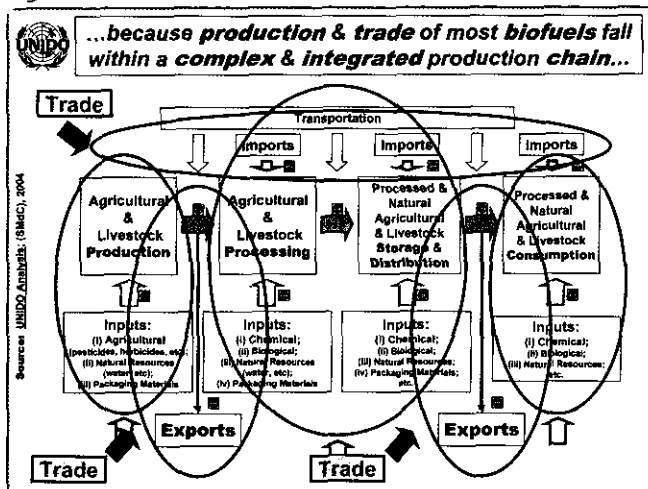 UNIDO
...because production & trade of most biofuels fall
within a complex & integrated production chain...
Trade
Transportation
Imports
Imports
Imports
Agricultural
&
Livestock
Production
Agricultural
&
Livestock
Processing
Processed &
Natural
Agricultural
& Livestock
Storage &
Distribution
Processed &
Natural
Agricultural
& Livestock
Consumption
Inputs:
(i) Agricultural
(pesticides, herbicides, etc);
(ii) Natural Resources
(water etc);
(iii) Packaging Materials
Inputs:
(i) Chemical;
(ii) Biological;
(iii) Natural Resources
(water, etc);
(iv) Packaging Materials
Inputs:
(i) Chemical;
(ii) Biological;
(iii) Natural Resources;
(iv) Packaging Materials;
etc.
Inputs:
(i) Chemical;
(ii) Biological;
(iii) Natural Resources;
etc.
Exports
Exports
Trade
Trade
Source: UNIDO Analysis: (SMdC), 2004